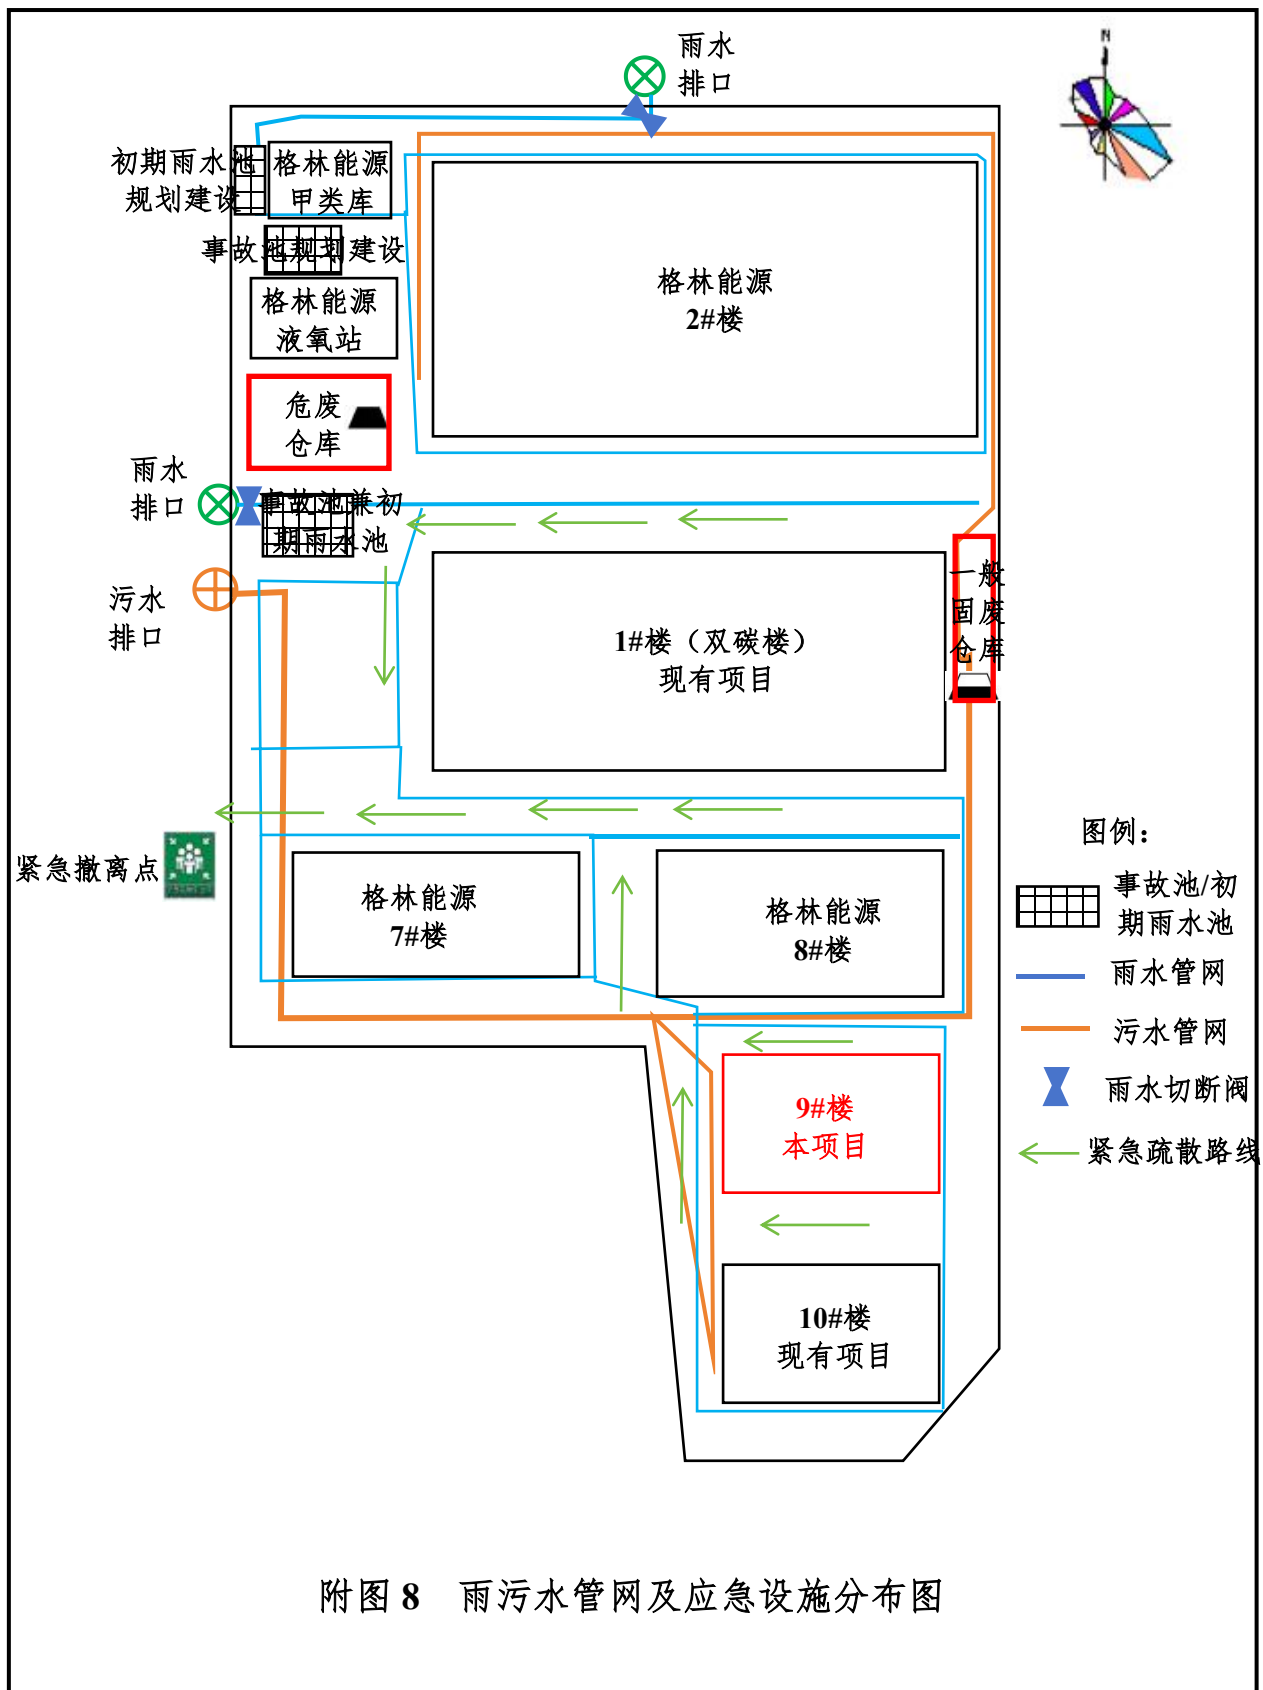 N
雨水
排口
初期雨水池
规划建设
格林能源
甲类库
事故池规划建设
格林能源
液氧站
格林能源
2#楼
危废
仓库
雨水
排口
事故池兼初
期雨水池
污水
排口
1#楼（双碳楼）
现有项目
一般
固废
仓库
紧急撤离点
格林能源
7#楼
格林能源
8#楼
9#楼
本项目
10#楼
现有项目
图例：
事故池/初
期雨水池
雨水管网
污水管网
雨水切断阀
紧急疏散路线
附图 8 雨污水管网及应急设施分布图